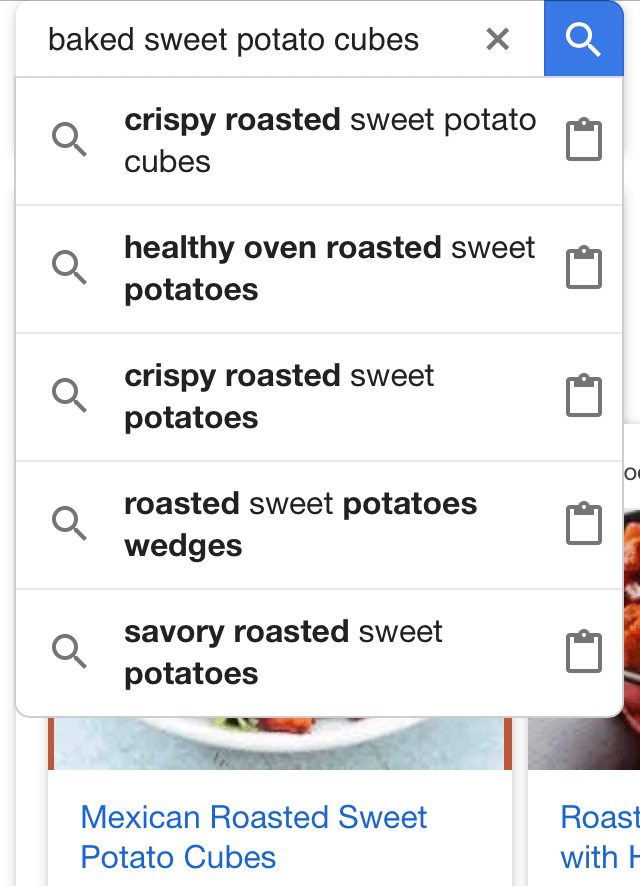 baked sweet potato cubes
crispy roasted sweet potato
cubes
healthy oven roasted sweet
potatoes
crispy roasted sweet
potatoes
roasted sweet potatoes
wedges
savory roasted sweet
potatoes
Mexican Roasted Sweet
Potato Cubes
Roast
with H